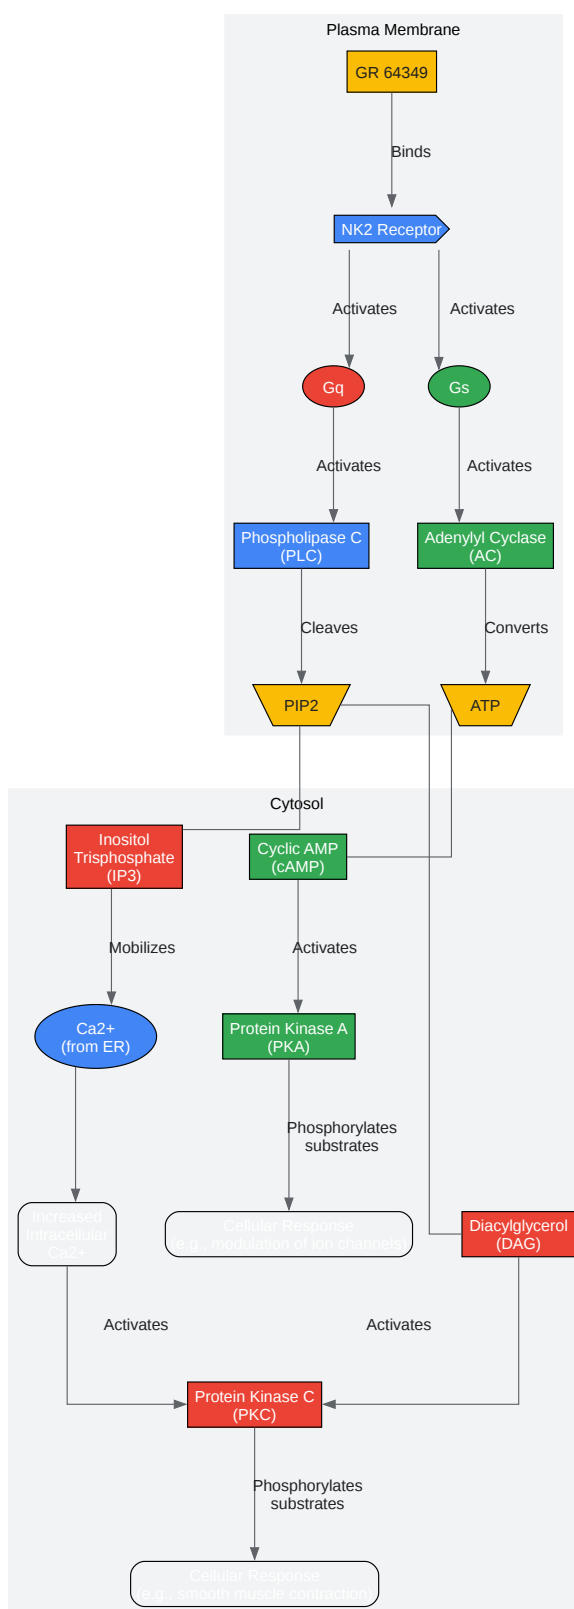 Plasma Membrane
GR 64349
Binds
NK2 Receptor
Activates
Activates
Gq
Gs
Activates
Activates
Phospholipase C
(PLC)
Adenylyl Cyclase
(AC)
Cleaves
Converts
PIP2
ATP
Cytosol
Inositol
Trisphosphate
(IP3)
Cyclic AMP
(cAMP)
Mobilizes
Activates
Ca2+
(from ER)
Protein Kinase A
(PKA)
Phosphorylates
substrates
Increased
Intracellular
Ca2+
Cellular Response
(e.g., modulation of ion channels)
Diacylglycerol
(DAG)
Activates
Activates
Protein Kinase C
(PKC)
Phosphorylates
substrates
Cellular Response
(e.g., smooth muscle contraction)